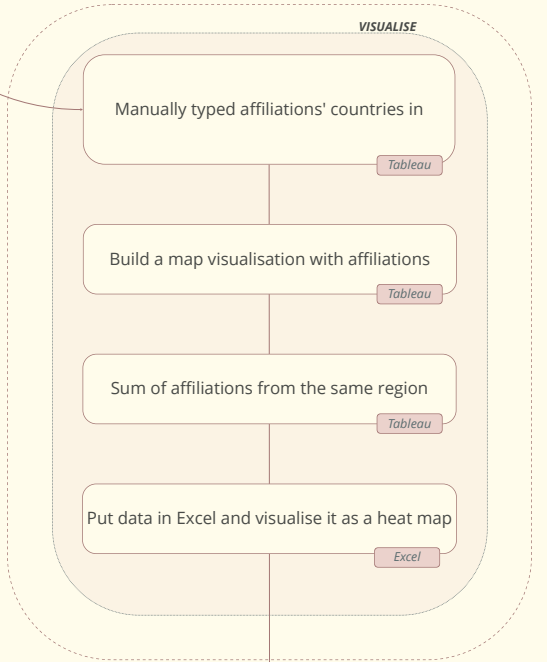 VISUALISE
Manually typed affiliations' countries in
Tableau
Build a map visualisation with affiliations
Tableau
Sum of affiliations from the same region
Tableau
Put data in Excel and visualise it as a heat map
Excel